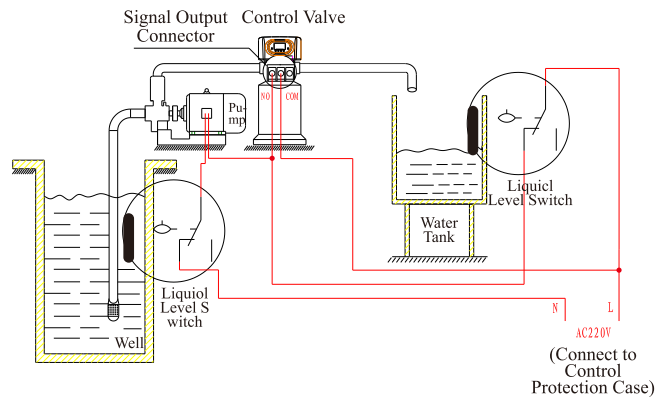 Signal Output
Connector
Control Valve
NO
COM
Pu-
mp
Liquicl
Level Switch
Water
Tank
Liquiol
Level S
witch
Well
N
L
AC220V
(Connect to
Control
Protection Case)